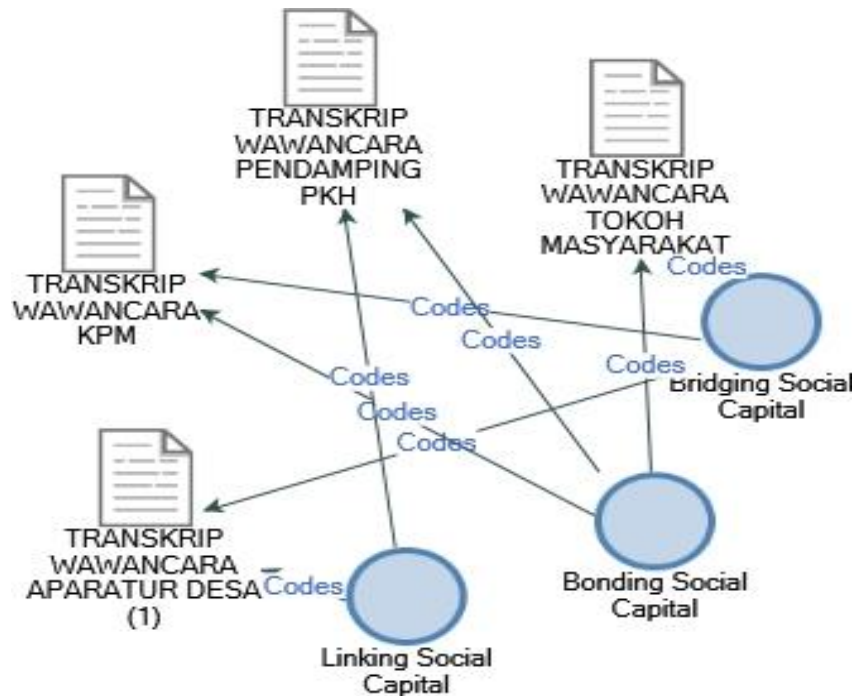 TRANSKRIP
WAWANCARA
PENDAMPING
PKH
TRANSKRIP
WAWANCARA
TOKOH
MASYARAKAT
TRANSKRIP
WAWANCARA
KPM
Codes
Codes
Codes
Codes
Codes
Codes
Codes
Codes
Bridging Social
Capital
TRANSKRIP
WAWANCARA
APARATUR DESA
(1)
Bonding Social
Capital
Linking Social
Capital